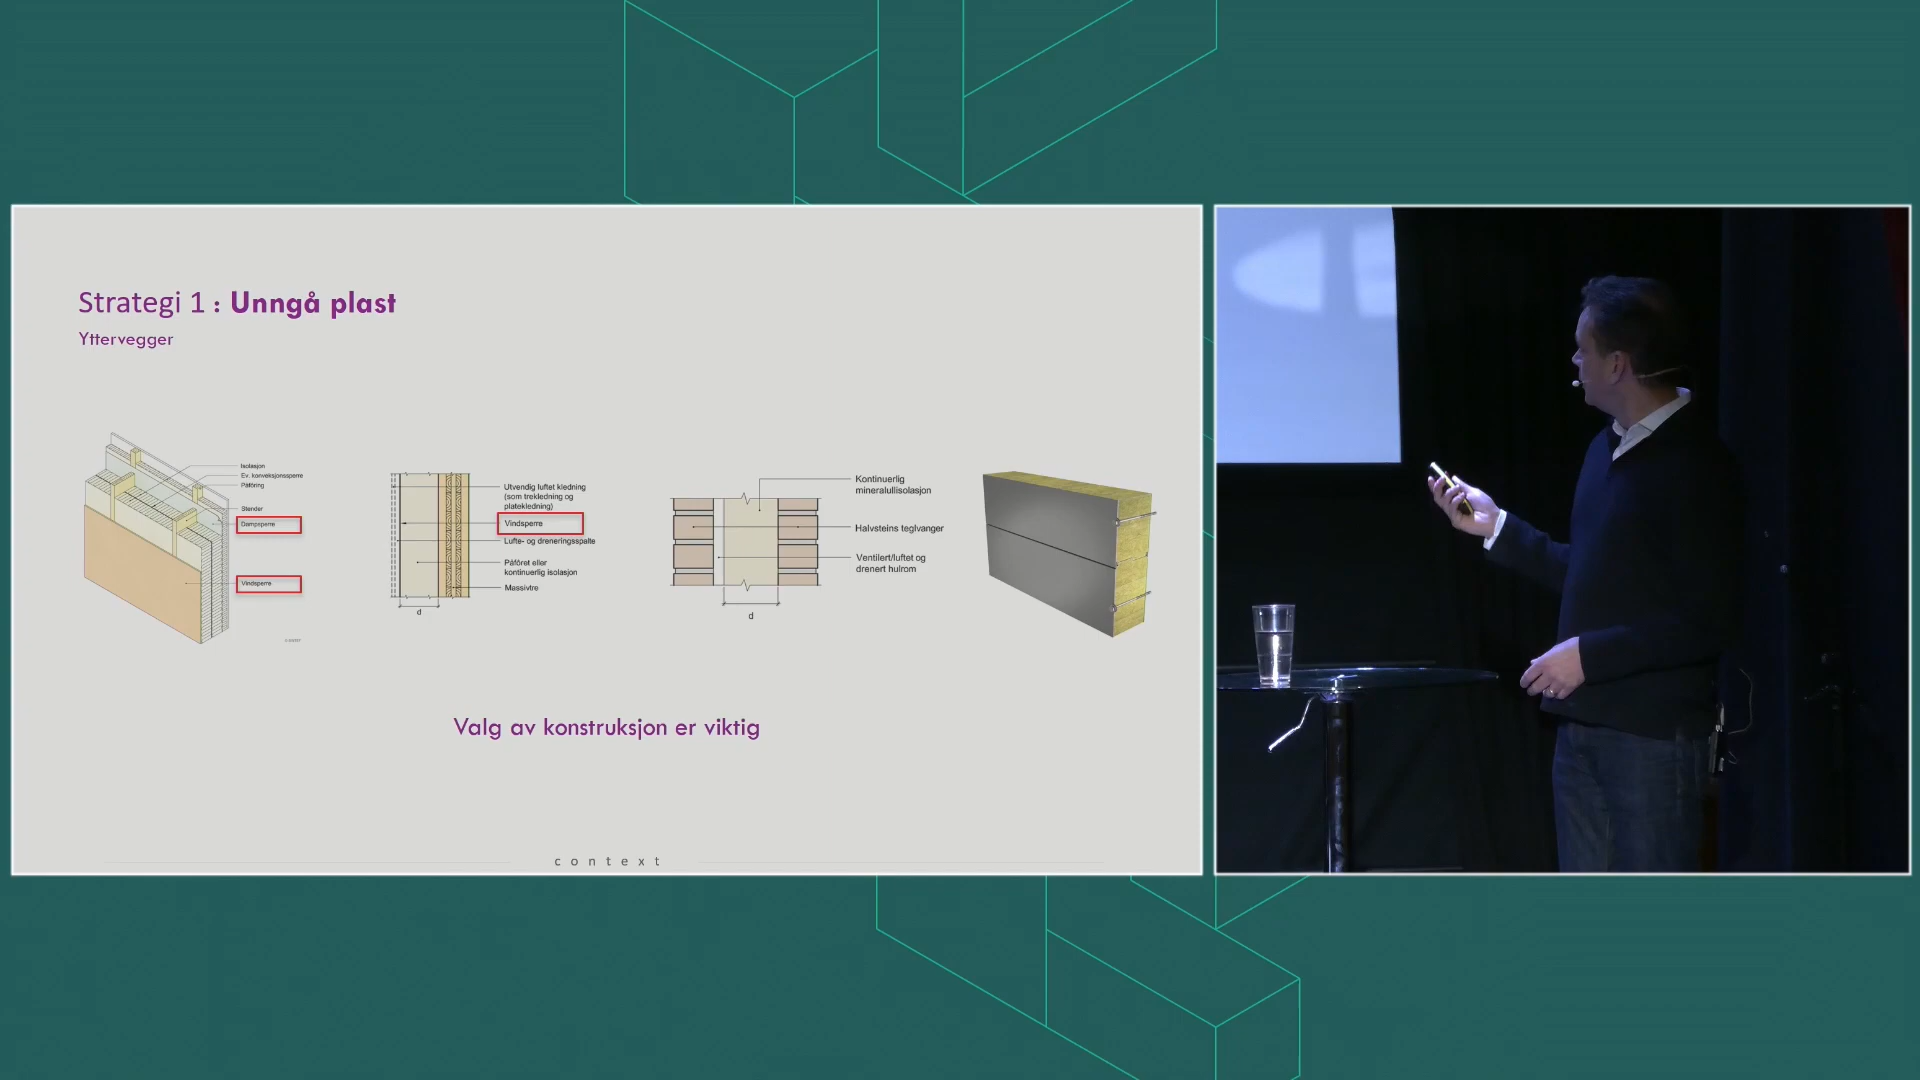 Strategi 1 : Unngå plast
Yttervegger
Isolasjon
Ev. konveksjonssperre
Påforing
Stender
Dampsperre
Vindsperre
Utvendig luftet kledning
(som trekledning og
platekledning)
Vindsperre
Lufte- og dreneringsspalte
Påfôret eller
kontinuerlig isolasjon
Massivtre
d
Kontinuerlig
mineralullisolasjon
Halvsteins teglvanger
Ventilert/luftet og
drenert hulrom
d
Valg av konstruksjon er viktig
context